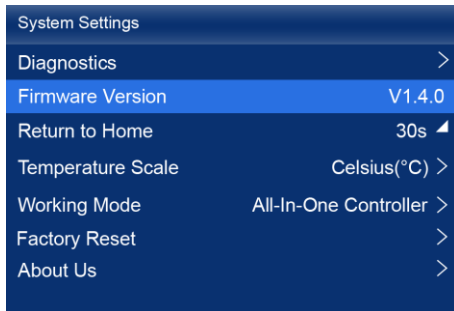 System Settings
Diagnostics >
Firmware Version V1.4.0
Return to Home 30s
Temperature Scale Celsius(°C) >
Working Mode All-In-One Controller >
Factory Reset >
About Us >